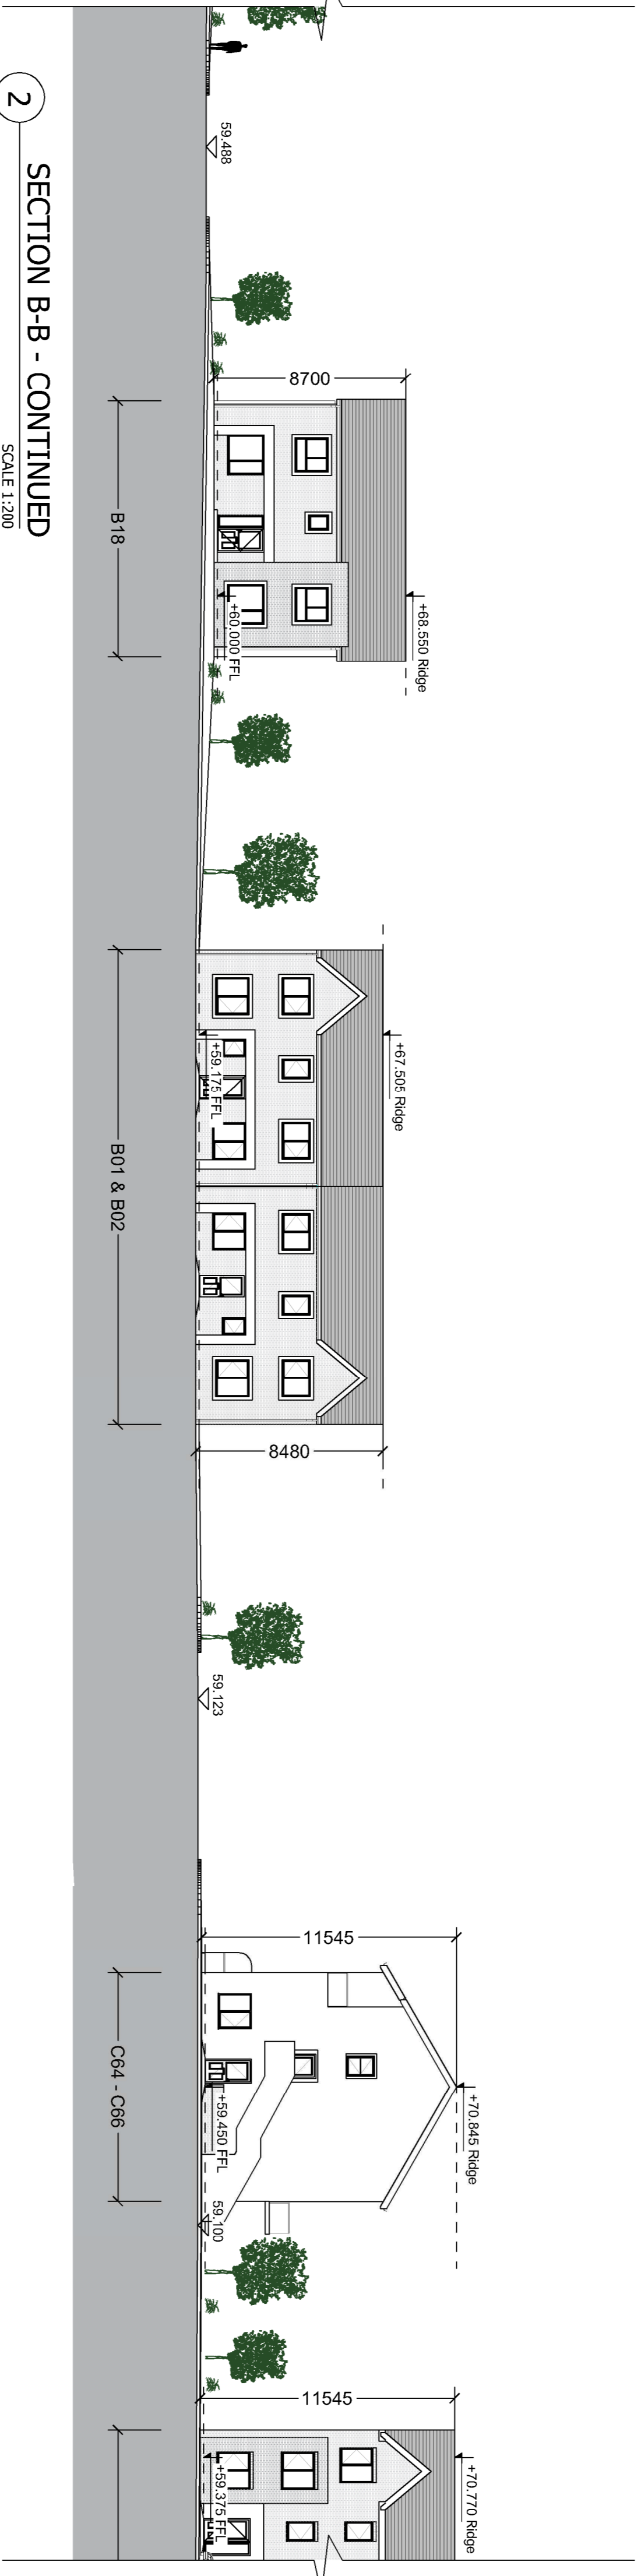 59.488
8700
+68.550 Ridge
+60.000 FFL
B18
+67.505 Ridge
+59.175 FFL
B01 & B02
8480
59.123
11545
+70.845 Ridge
+59.450 FFL
C64 - C66
59.100
11545
+70.770 Ridge
+59.375 FFL
2
SECTION B-B - CONTINUED
SCALE 1:200